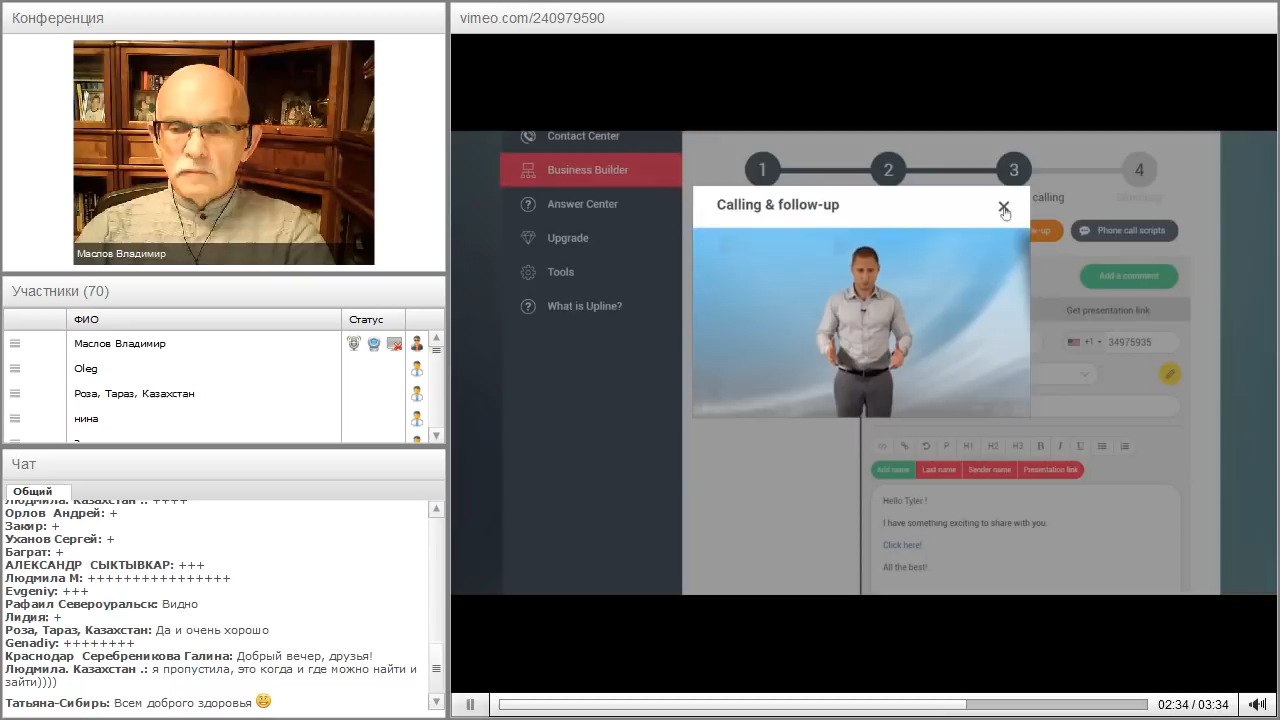 Конференция
Маслов Владимир
Участники (70)
ФИО
Статус
Маслов Владимир
Oleg
Роза, Тараз, Казахстан
нина
Чат
Общий
Людмила. Казахстан .: ++++
Орлов Андрей: +
Закир: +
Уханов Сергей: +
Баграт: +
АЛЕКСАНДР СЫКТЫВКАР: +++
Людмила М: ++++++++++++++++
Evgeniy: +++
Рафаил Североуральск: Видно
Лидия: +
Роза, Тараз, Казахстан: Да и очень хорошо
Genadiy: ++++++++
Краснодар Серебреникова Галина: Добрый вечер, друзья!
Людмила. Казахстан .: я пропустила, это когда и где можно найти и
зайти))))
Татьяна-Сибирь: Всем доброго здоровья
vimeo.com/240979590
Contact Center
Business Builder
Answer Center
Upgrade
Tools
What is Upline?
1 2 3 4
calling
Calling & follow-up
w-up
Phone call scripts
Add a comment
Get presentation link
+1 34975935
P H1 H2 H3 B I U
Add name Last name Sender name Presentation link
Hello Tyler !
I have something exciting to share with you.
Click here!
All the best!
02:34 / 03:34